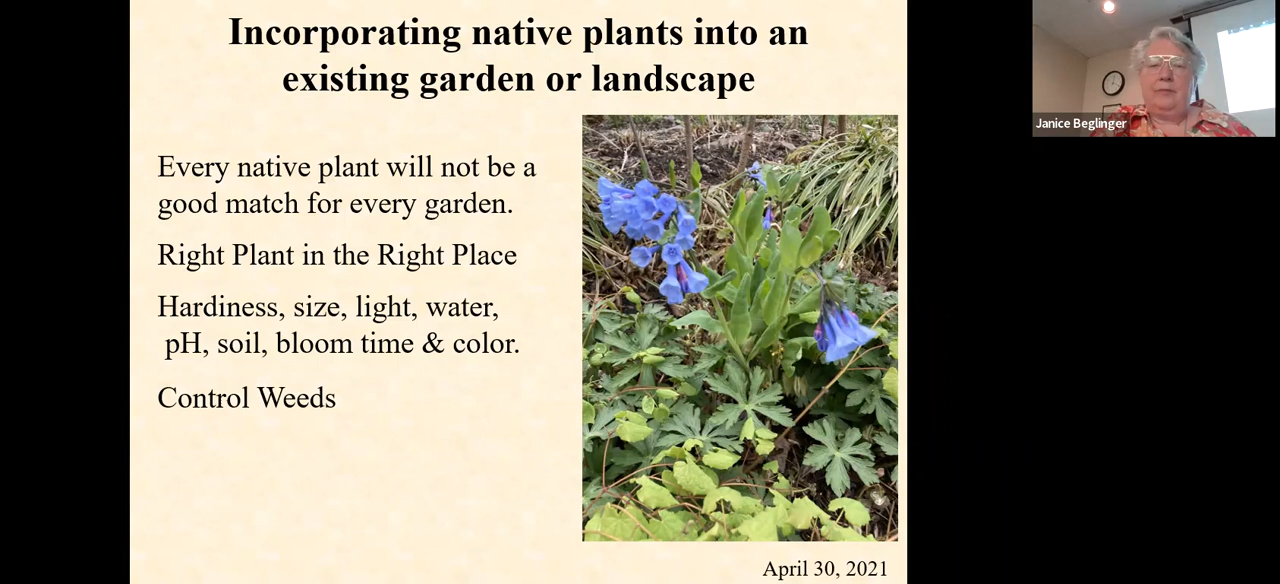 Incorporating native plants into an
existing garden or landscape
Every native plant will not be a
good match for every garden.
Right Plant in the Right Place
Hardiness, size, light, water,
pH, soil, bloom time & color.
Control Weeds
April 30, 2021
Janice Beglinger